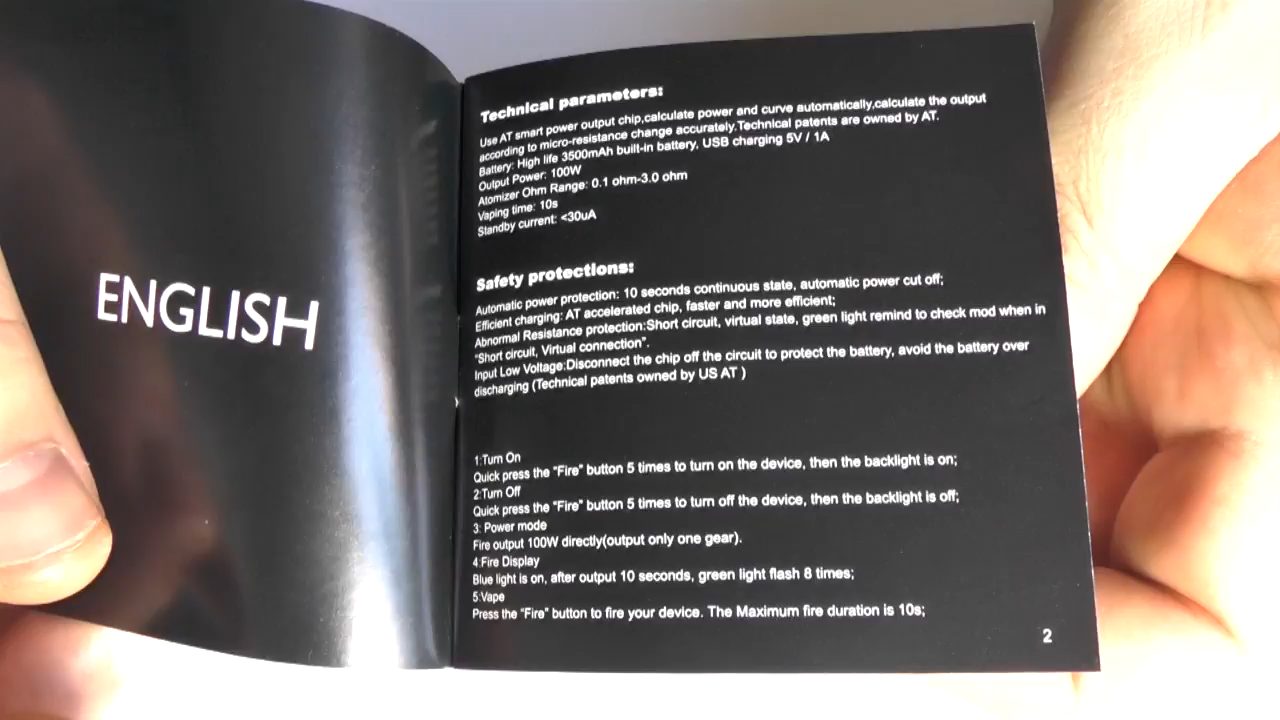 ENGLISH
Technical parameters:
Use AT smart power output chip,calculate power and curve automatically,calculate the output
according to micro-resistance change accurately.Technical patents are owned by AT.
Battery: High life 3500mAh built-in battery, USB charging 5V / 1A
Output Power: 100W
Atomizer Ohm Range: 0.1 ohm-3.0 ohm
Vaping time: 10s
Standby current: <30uA
Safety protections:
Automatic power protection: 10 seconds continuous state, automatic power cut off;
Efficient charging: AT accelerated chip, faster and more efficient;
Abnormal Resistance protection:Short circuit, virtual state, green light remind to check mod when in
"Short circuit, Virtual connection".
Input Low Voltage:Disconnect the chip off the circuit to protect the battery, avoid the battery over
discharging (Technical patents owned by US AT )
1:Turn On
Quick press the "Fire" button 5 times to turn on the device, then the backlight is on;
2:Turn Off
Quick press the "Fire" button 5 times to turn off the device, then the backlight is off;
3: Power mode
Fire output 100W directly(output only one gear).
4:Fire Display
Blue light is on, after output 10 seconds, green light flash 8 times;
5:Vape
Press the "Fire" button to fire your device. The Maximum fire duration is 10s;
2